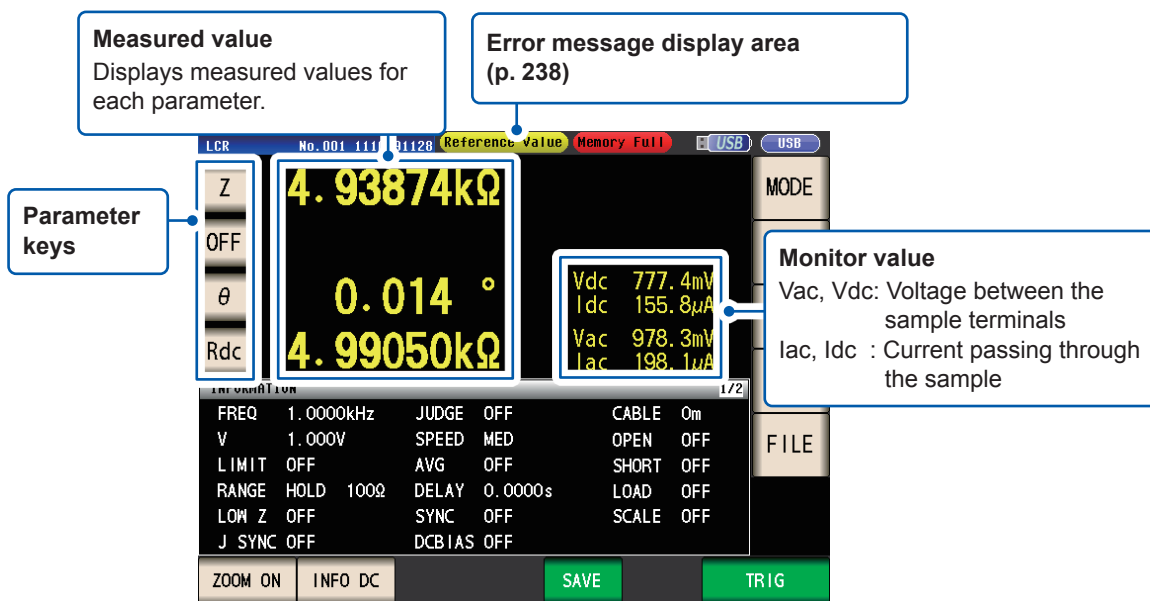 Measured value
Displays measured values for
each parameter.
Error message display area
(p. 238)
Parameter
keys
Monitor value
Vac, Vdc: Voltage between the
sample terminals
Iac, Idc : Current passing through
the sample
LCR No.001 Reference Value Memory Full USB USB
Z
OFF
θ
Rdc
4.93874kΩ
0.014 °
4.99050kΩ
Vdc 777.4mV
Idc 155.8μA
Vac 978.3mV
Iac 198.1μA
MODE
FILE
INFORMATION 1/2
FREQ 1.0000kHz JUDGE OFF CABLE 0m
V 1.000V SPEED MED OPEN OFF
LIMIT OFF AVG OFF SHORT OFF
RANGE HOLD 100Ω DELAY 0.0000s LOAD OFF
LOW Z OFF SYNC OFF SCALE OFF
J SYNC OFF DCBIAS OFF
ZOOM ON INFO DC SAVE TRIG